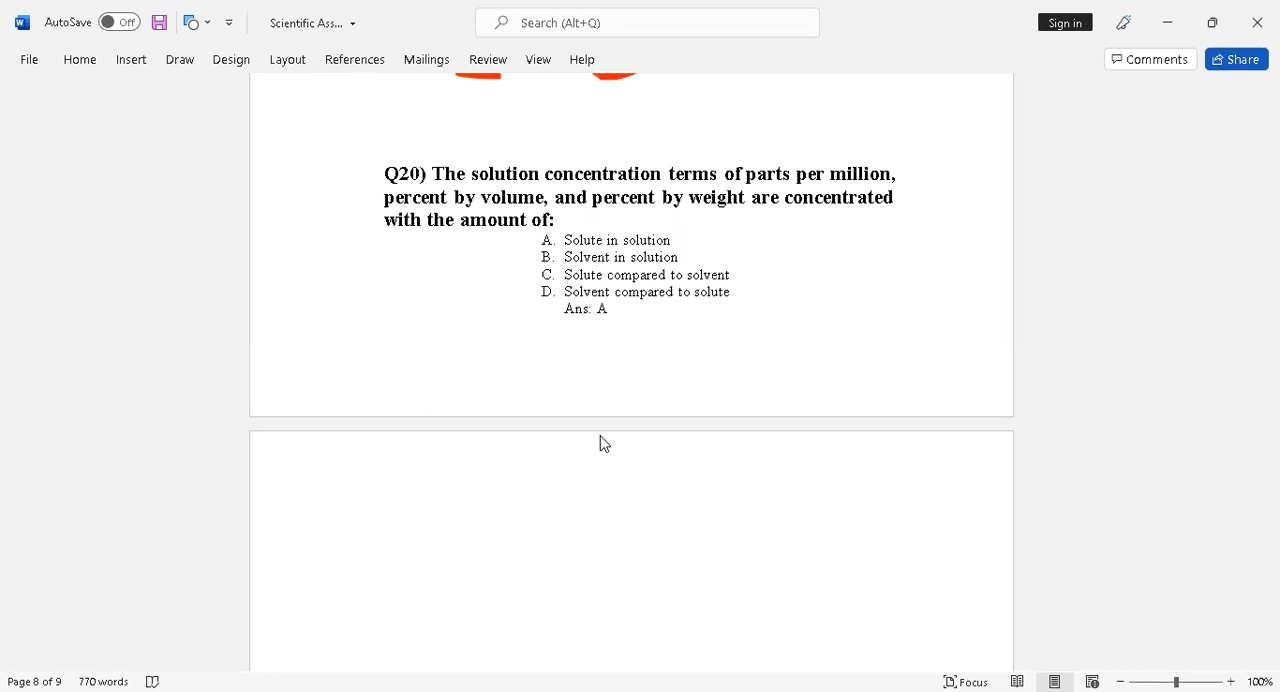 AutoSave Off Scientific Ass... Search (Alt+Q) Sign in
File Home Insert Draw Design Layout References Mailings Review View Help Comments Share
Q20) The solution concentration terms of parts per million,
percent by volume, and percent by weight are concentrated
with the amount of:
A. Solute in solution
B. Solvent in solution
C. Solute compared to solvent
D. Solvent compared to solute
Ans: A
Page 8 of 9 770 words Focus 100%